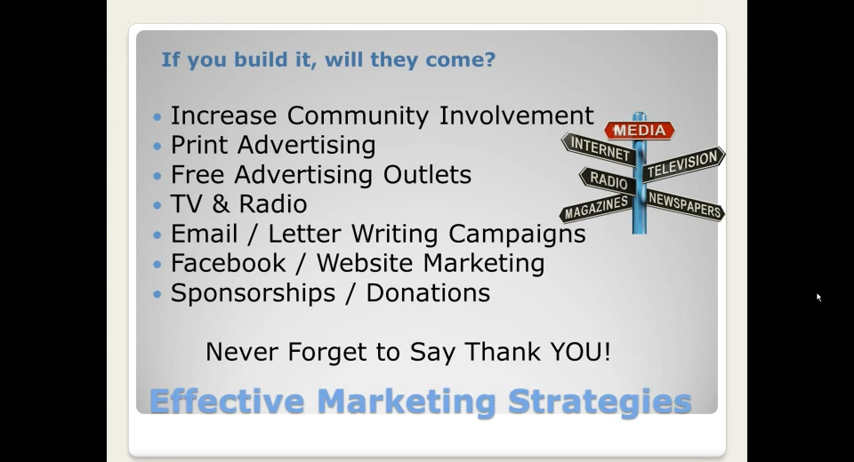 If you build it, will they come?
Increase Community Involvement
Print Advertising
Free Advertising Outlets
TV & Radio
Email / Letter Writing Campaigns
Facebook / Website Marketing
Sponsorships / Donations
MEDIA
INTERNET
TELEVISION
RADIO
MAGAZINES
NEWSPAPERS
Never Forget to Say Thank YOU!
Effective Marketing Strategies